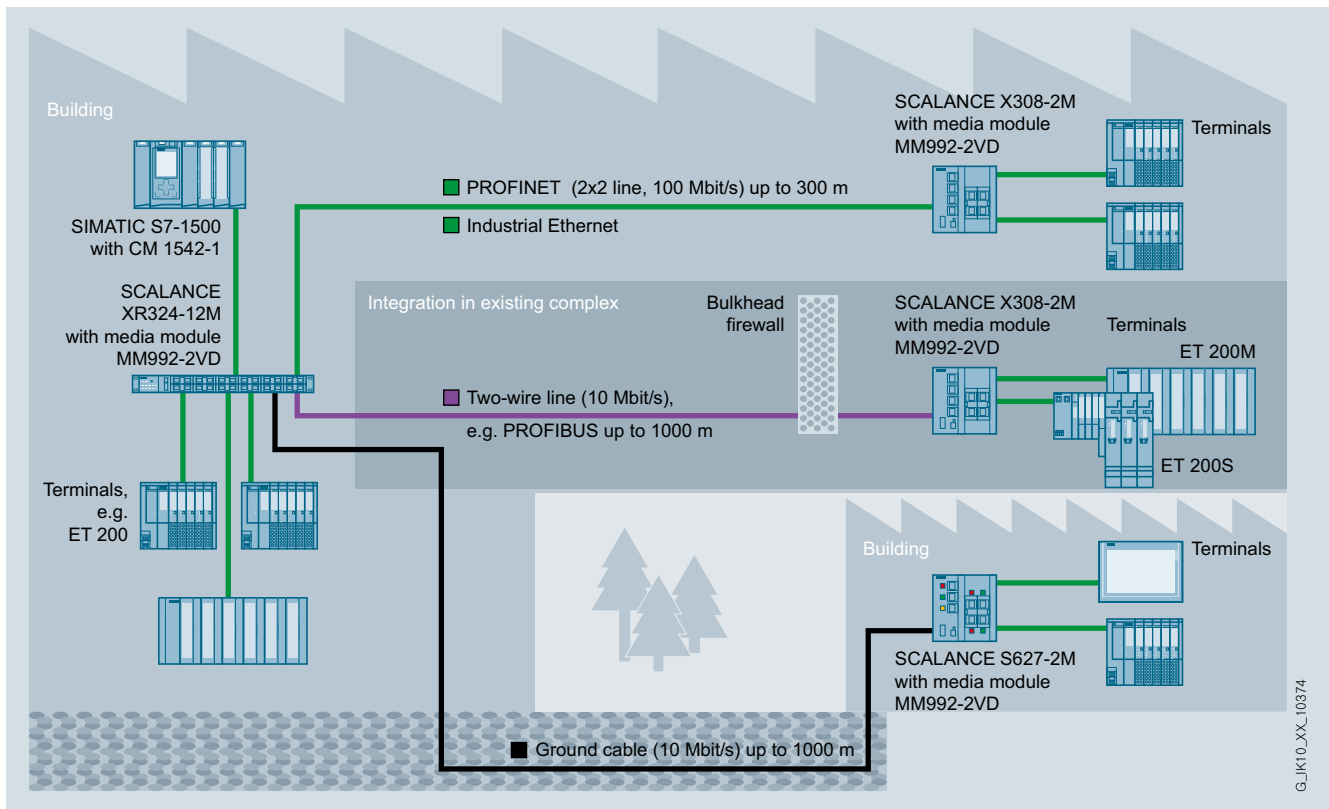 Building
SIMATIC S7-1500
with CM 1542-1
SCALANCE
XR324-12M
with media module
MM992-2VD
Terminals,
e.g.
ET 200
PROFINET (2x2 line, 100 Mbit/s) up to 300 m
Industrial Ethernet
SCALANCE X308-2M
with media module
MM992-2VD
Terminals
Integration in existing complex
Bulkhead
firewall
Two-wire line (10 Mbit/s),
e.g. PROFIBUS up to 1000 m
SCALANCE X308-2M
with media module
MM992-2VD
Terminals
ET 200M
ET 200S
Building
Terminals
SCALANCE S627-2M
with media module
MM992-2VD
Ground cable (10 Mbit/s) up to 1000 m
G_IK10_XX_10374